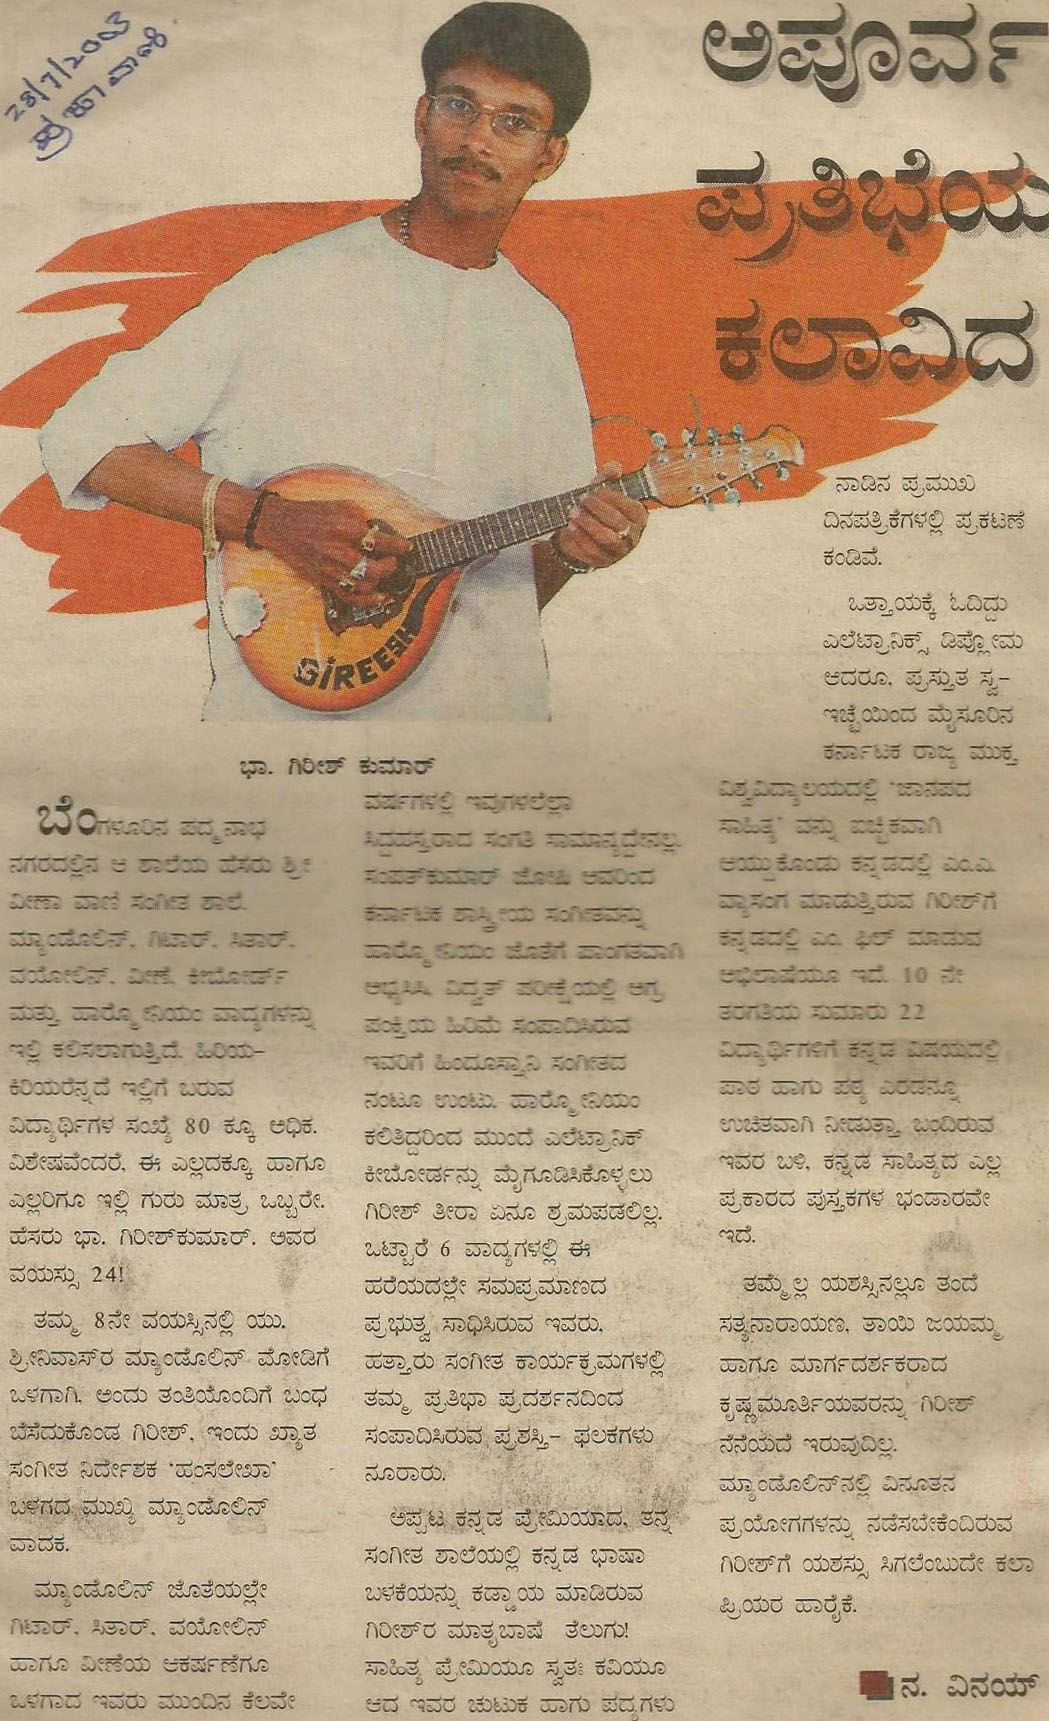 28/7/2003
ಪ್ರಜಾವಾಣಿ
ಅಪೂರ್ವ
ಪ್ರತಿಭೆಯ
ಕಲಾವಿದ
GiREESH
ಭಾ. ಗಿರೀಶ್ ಕುಮಾರ್
ಬೆಂಗಳೂರಿನ ಪದ್ಮನಾಭ
ನಗರದಲ್ಲಿನ ಆ ಶಾಲೆಯ ಹೆಸರು ಶ್ರೀ
ವೀಣಾ ವಾಣಿ ಸಂಗೀತ ಶಾಲೆ.
ಮ್ಯಾಂಡೊಲಿನ್, ಗಿಟಾರ್, ಸಿತಾರ್,
ವಯೋಲಿನ್, ವೀಣೆ, ಕೀಬೋರ್ಡ್
ಮತ್ತು ಹಾರ್ಮೋನಿಯಂ ವಾದ್ಯಗಳನ್ನು
ಇಲ್ಲಿ ಕಲಿಸಲಾಗುತ್ತಿದೆ. ಹಿರಿಯ-
ಕಿರಿಯರೆನ್ನದೆ ಇಲ್ಲಿಗೆ ಬರುವ
ವಿದ್ಯಾರ್ಥಿಗಳ ಸಂಖ್ಯೆ 80 ಕ್ಕೂ ಅಧಿಕ.
ವಿಶೇಷವೆಂದರೆ, ಈ ಎಲ್ಲದಕ್ಕೂ ಹಾಗೂ
ಎಲ್ಲರಿಗೂ ಇಲ್ಲಿ ಗುರು ಮಾತ್ರ ಒಬ್ಬರೇ.
ಹೆಸರು ಭಾ. ಗಿರೀಶ್‌ಕುಮಾರ್. ಅವರ
ವಯಸ್ಸು 24!
ತಮ್ಮ 8ನೇ ವಯಸ್ಸಿನಲ್ಲಿ ಯು.
ಶ್ರೀನಿವಾಸ್‌ರ ಮ್ಯಾಂಡೊಲಿನ್ ಮೋಡಿಗೆ
ಒಳಗಾಗಿ, ಅಂದು ತಂತಿಯೊಂದಿಗೆ ಬಂಧ
ಬೆಸೆದುಕೊಂಡ ಗಿರೀಶ್, ಇಂದು ಖ್ಯಾತ
ಸಂಗೀತ ನಿರ್ದೇಶಕ 'ಹಂಸಲೇಖಾ'
ಬಳಗದ ಮುಖ್ಯ ಮ್ಯಾಂಡೊಲಿನ್
ವಾದಕ.
ಮ್ಯಾಂಡೊಲಿನ್ ಜೊತೆಯಲ್ಲೇ
ಗಿಟಾರ್, ಸಿತಾರ್, ವಯೋಲಿನ್
ಹಾಗೂ ವೀಣೆಯ ಆಕರ್ಷಣೆಗೂ
ಒಳಗಾದ ಇವರು ಮುಂದಿನ ಕೆಲವೇ
ವರ್ಷಗಳಲ್ಲಿ ಇವುಗಳಲೆಲ್ಲಾ
ಸಿದ್ದಹಸ್ತರಾದ ಸಂಗತಿ ಸಾಮಾನ್ಯದ್ದೇನಲ್ಲ.
ಸಂಪತ್‌ಕುಮಾರ್ ಜೋಷಿ ಅವರಿಂದ
ಕರ್ನಾಟಕ ಶಾಸ್ತ್ರೀಯ ಸಂಗೀತವನ್ನು
ಹಾರ್ಮೋನಿಯಂ ಜೊತೆಗೆ ಪಾಂಗತವಾಗಿ
ಅಭ್ಯಸಿಸಿ, ವಿದ್ವತ್ ಪರೀಕ್ಷೆಯಲ್ಲಿ ಅಗ್ರ
ಪಂಕ್ತಿಯ ಹಿರಿಮೆ ಸಂಪಾದಿಸಿರುವ
ಇವರಿಗೆ ಹಿಂದೂಸ್ತಾನಿ ಸಂಗೀತದ
ನಂಟೂ ಉಂಟು. ಹಾರ್ಮೋನಿಯಂ
ಕಲಿತಿದ್ದರಿಂದ ಮುಂದೆ ಎಲೆಟ್ರಾನಿಕ್
ಕೀಬೋರ್ಡನ್ನು ಮೈಗೂಡಿಸಿಕೊಳ್ಳಲು
ಗಿರೀಶ್ ತೀರಾ ಏನೂ ಶ್ರಮಪಡಲಿಲ್ಲ.
ಒಟ್ಟಾರೆ 6 ವಾದ್ಯಗಳಲ್ಲಿ ಈ
ಹರೆಯದಲ್ಲೇ ಸಮಪ್ರಮಾಣದ
ಪ್ರಭುತ್ವ ಸಾಧಿಸಿರುವ ಇವರು,
ಹತ್ತಾರು ಸಂಗೀತ ಕಾರ್ಯಕ್ರಮಗಳಲ್ಲಿ
ತಮ್ಮ ಪ್ರತಿಭಾ ಪ್ರದರ್ಶನದಿಂದ
ಸಂಪಾದಿಸಿರುವ ಪ್ರಶಸ್ತಿ- ಫಲಕಗಳು
ನೂರಾರು.
ಅಪ್ಪಟ ಕನ್ನಡ ಪ್ರೇಮಿಯಾದ, ತನ್ನ
ಸಂಗೀತ ಶಾಲೆಯಲ್ಲಿ ಕನ್ನಡ ಭಾಷಾ
ಬಳಕೆಯನ್ನು ಕಡ್ಡಾಯ ಮಾಡಿರುವ
ಗಿರೀಶ್‌ರ ಮಾತೃಬಾಷೆ ತೆಲುಗು!
ಸಾಹಿತ್ಯ ಪ್ರೇಮಿಯೂ ಸ್ವತಃ ಕವಿಯೂ
ಆದ ಇವರ ಚುಟುಕ ಹಾಗು ಪದ್ಯಗಳು
ನಾಡಿನ ಪ್ರಮುಖ
ದಿನಪತ್ರಿಕೆಗಳಲ್ಲಿ ಪ್ರಕಟಣೆ
ಕಂಡಿವೆ.
ಒತ್ತಾಯಕ್ಕೆ ಓದಿದ್ದು
ಎಲೆಟ್ರಾನಿಕ್ಸ್ ಡಿಪ್ಲೋಮ
ಆದರೂ, ಪ್ರಸ್ತುತ ಸ್ವ-
ಇಚ್ಛೆಯಿಂದ ಮೈಸೂರಿನ
ಕರ್ನಾಟಕ ರಾಜ್ಯ ಮುಕ್ತ
ವಿಶ್ವವಿದ್ಯಾಲಯದಲ್ಲಿ 'ಜಾನಪದ
ಸಾಹಿತ್ಯ' ವನ್ನು ಐಚ್ಛಿಕವಾಗಿ
ಆಯ್ದುಕೊಂಡು ಕನ್ನಡದಲ್ಲಿ ಎಂ.ಎ.
ವ್ಯಾಸಂಗ ಮಾಡುತ್ತಿರುವ ಗಿರೀಶ್‌ಗೆ
ಕನ್ನಡದಲ್ಲಿ ಎಂ. ಫಿಲ್ ಮಾಡುವ
ಅಭಿಲಾಷೆಯೂ ಇದೆ. 10 ನೇ
ತರಗತಿಯ ಸುಮಾರು 22
ವಿದ್ಯಾರ್ಥಿಗಳಿಗೆ ಕನ್ನಡ ವಿಷಯದಲ್ಲಿ
ಪಾಠ ಹಾಗು ಪಠ್ಯ ಎರಡನ್ನೂ
ಉಚಿತವಾಗಿ ನೀಡುತ್ತಾ ಬಂದಿರುವ
ಇವರ ಬಳಿ, ಕನ್ನಡ ಸಾಹಿತ್ಯದ ಎಲ್ಲ
ಪ್ರಕಾರದ ಪುಸ್ತಕಗಳ ಭಂಡಾರವೇ
ಇದೆ.
ತಮ್ಮೆಲ್ಲ ಯಶಸ್ಸಿನಲ್ಲೂ ತಂದೆ
ಸತ್ಯನಾರಾಯಣ, ತಾಯಿ ಜಯಮ್ಮ
ಹಾಗೂ ಮಾರ್ಗದರ್ಶಕರಾದ
ಕೃಷ್ಣಮೂರ್ತಿಯವರನ್ನು ಗಿರೀಶ್
ನೆನೆಯದೆ ಇರುವುದಿಲ್ಲ.
ಮ್ಯಾಂಡೊಲಿನ್‌ನಲ್ಲಿ ವಿನೂತನ
ಪ್ರಯೋಗಗಳನ್ನು ನಡೆಸಬೇಕೆಂದಿರುವ
ಗಿರೀಶ್‌ಗೆ ಯಶಸ್ಸು ಸಿಗಲೆಂಬುದೇ ಕಲಾ
ಪ್ರಿಯರ ಹಾರೈಕೆ.
ನ. ವಿನಯ್